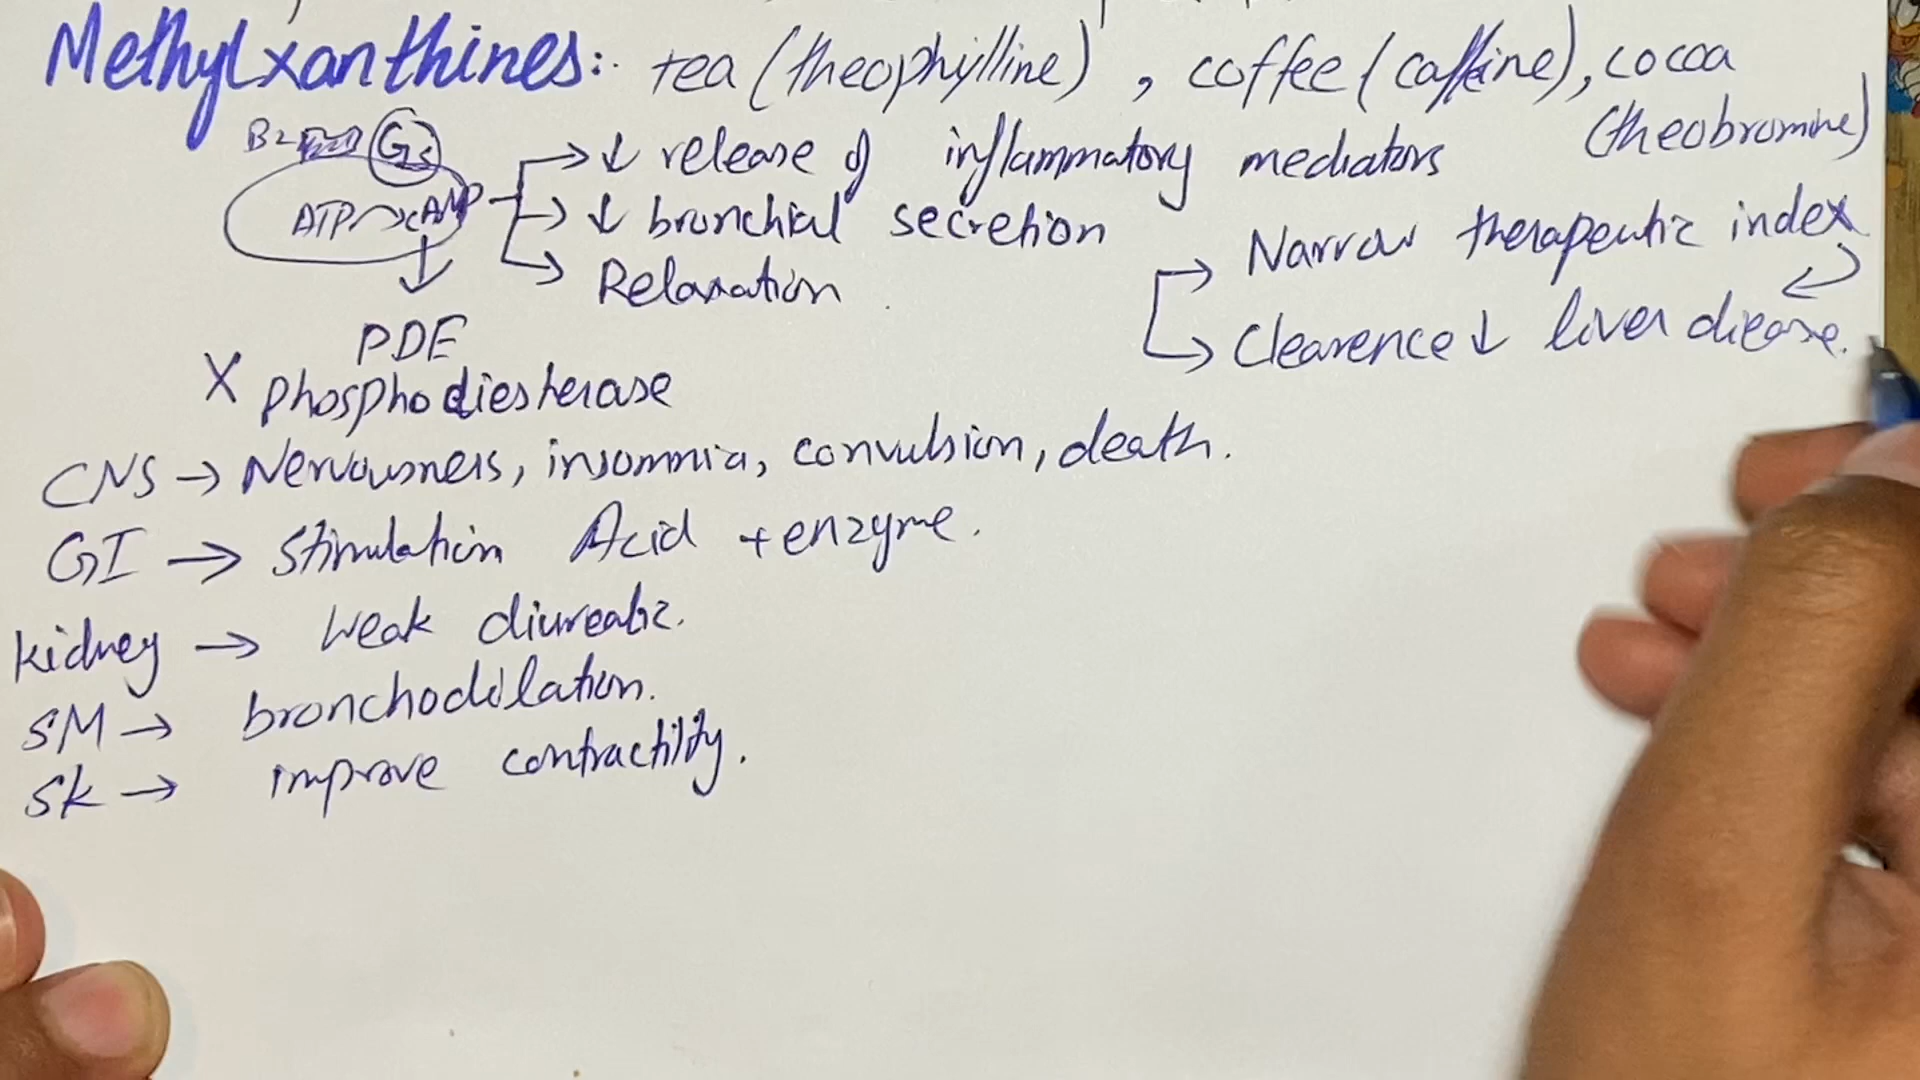 Methylxanthines: tea (theophylline), coffee (caffeine), cocoa
(theobromine)
B2 Gs
ATP → cAMP
→ ↓ release of inflammatory mediators
→ ↓ bronchial secretion
→ Relaxation
→ Narrow therapeutic index
→ Clearence ↓ liver disease.
PDE
X phosphodiesterase
CNS → Nervousness, insomnia, convulsion, death.
GI → stimulation Acid + enzyme.
kidney → weak diureatic.
SM → bronchodilation.
SK → improve contractility.